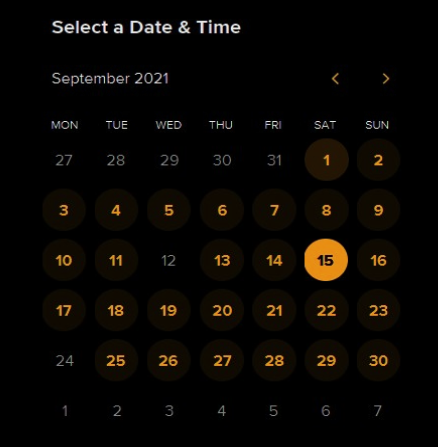 Select a Date & Time
September 2021
MON TUE WED THU FRI SAT SUN
27 28 29 30 31 1 2
3 4 5 6 7 8 9
10 11 12 13 14 15 16
17 18 19 20 21 22 23
24 25 26 27 28 29 30
1 2 3 4 5 6 7